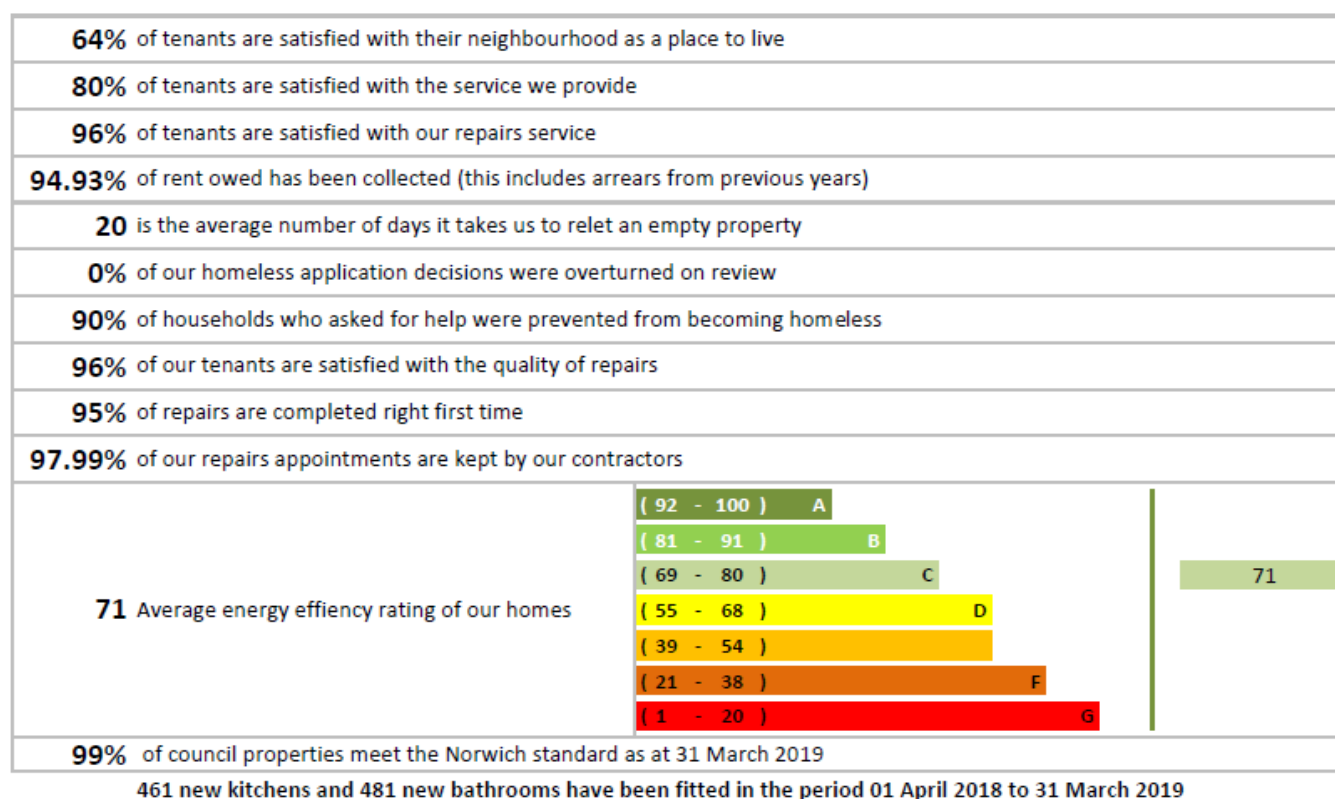 64% of tenants are satisfied with their neighbourhood as a place to live
80% of tenants are satisfied with the service we provide
96% of tenants are satisfied with our repairs service
94.93% of rent owed has been collected (this includes arrears from previous years)
20 is the average number of days it takes us to relet an empty property
0% of our homeless application decisions were overturned on review
90% of households who asked for help were prevented from becoming homeless
96% of our tenants are satisfied with the quality of repairs
95% of repairs are completed right first time
97.99% of our repairs appointments are kept by our contractors
71 Average energy effiency rating of our homes
( 92 - 100 ) A
( 81 - 91 ) B
( 69 - 80 ) C
71
( 55 - 68 ) D
( 39 - 54 )
( 21 - 38 ) F
( 1 - 20 ) G
99% of council properties meet the Norwich standard as at 31 March 2019
461 new kitchens and 481 new bathrooms have been fitted in the period 01 April 2018 to 31 March 2019